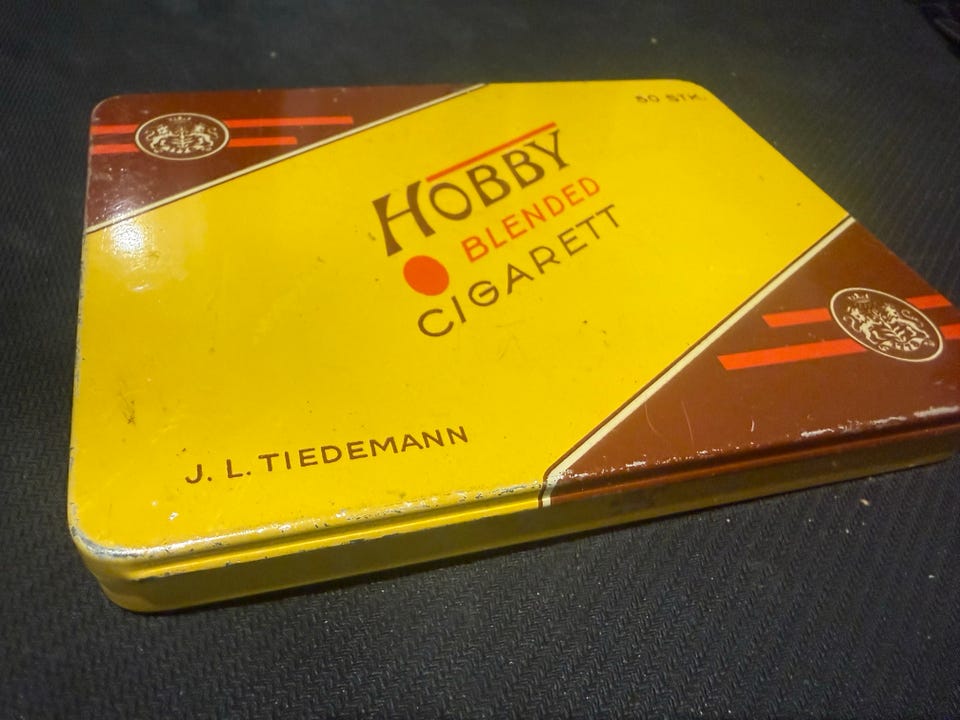 50 STK.
HOBBY
BLENDED
CIGARETT
J. L. TIEDEMANN